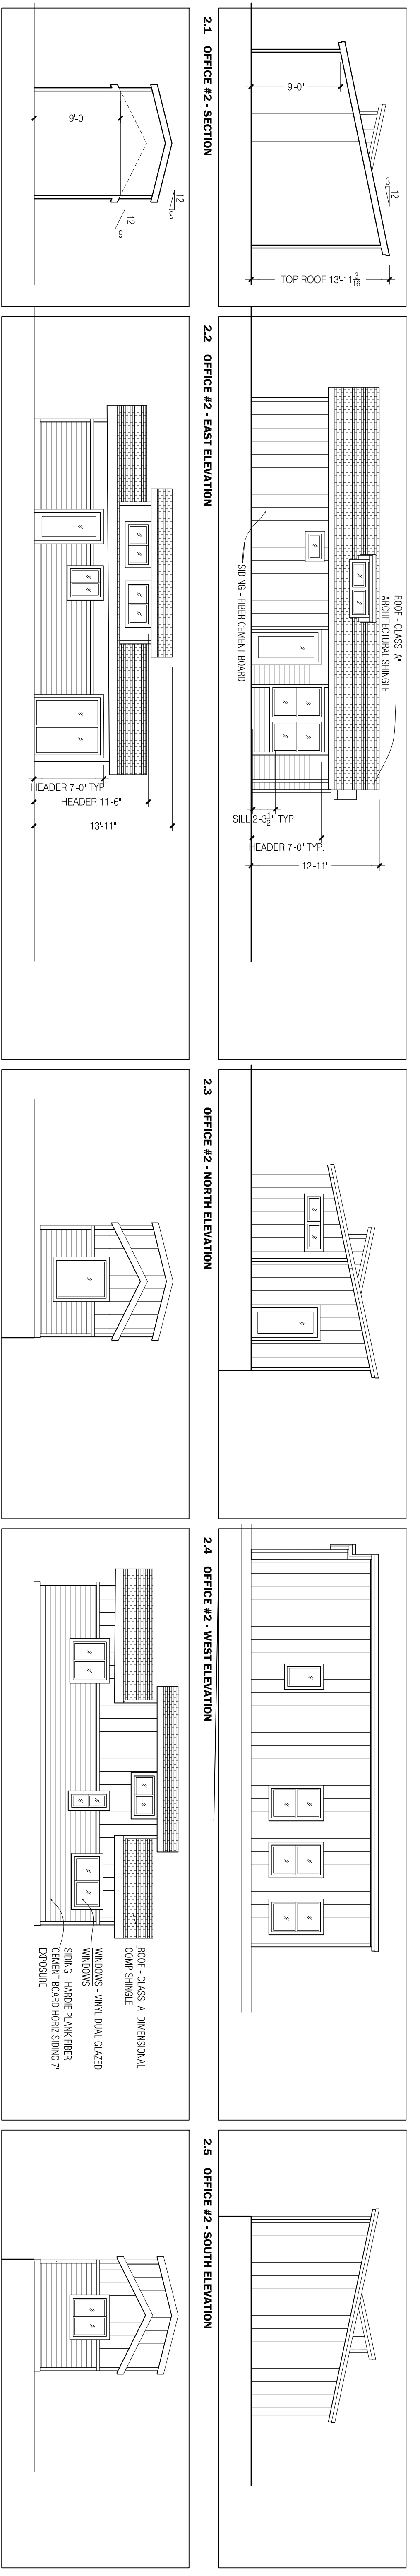 2.1 OFFICE #2 - SECTION
9'-0"
12
3
TOP ROOF 13'-11 3/16"
9'-0"
12
3
12
9
2.2 OFFICE #2 - EAST ELEVATION
ROOF - CLASS "A"
ARCHITECTURAL SHINGLE
SIDING - FIBER CEMENT BOARD
SILL 2'-3 1/2" TYP.
HEADER 7'-0" TYP.
12'-11"
HEADER 7'-0" TYP.
HEADER 11'-6"
13'-11"
2.3 OFFICE #2 - NORTH ELEVATION
2.4 OFFICE #2 - WEST ELEVATION
ROOF - CLASS "A" DIMENSIONAL
COMP SHINGLE
WINDOWS - VINYL DUAL GLAZED
WINDOWS
SIDING - HARDIE PLANK FIBER
CEMENT BOARD HORIZ SIDING 7"
EXPOSURE
2.5 OFFICE #2 - SOUTH ELEVATION